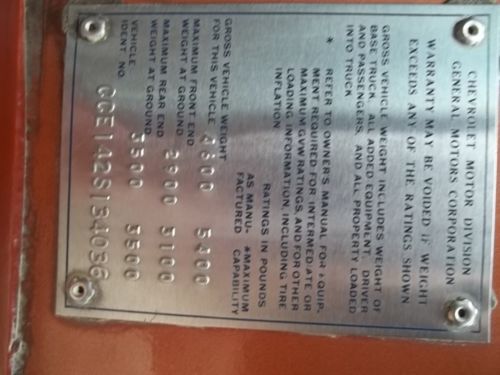 CHEVROLET MOTOR DIVISION
GENERAL MOTORS CORPORATION
WARRANTY MAY BE VOIDED IF WEIGHT
EXCEEDS ANY OF THE RATINGS SHOWN
GROSS VEHICLE WEIGHT INCLUDES WEIGHT OF
BASE TRUCK, ALL ADDED EQUIPMENT, DRIVER
AND PASSENGERS, AND ALL PROPERTY LOADED
INTO TRUCK
* REFER TO OWNER'S MANUAL FOR EQUIP-
MENT REQUIRED FOR INTERMEDIATE OR
MAXIMUM GVW RATINGS, AND FOR OTHER
LOADING INFORMATION INCLUDING TIRE
INFLATION
RATINGS IN POUNDS
AS MANU- *MAXIMUM
FACTURED CAPABILITY
GROSS VEHICLE WEIGHT
FOR THIS VEHICLE 4600 5400
MAXIMUM FRONT END
WEIGHT AT GROUND 2900 3100
MAXIMUM REAR END
WEIGHT AT GROUND 3500 3500
VEHICLE
IDENT. NO. CCE142S134036